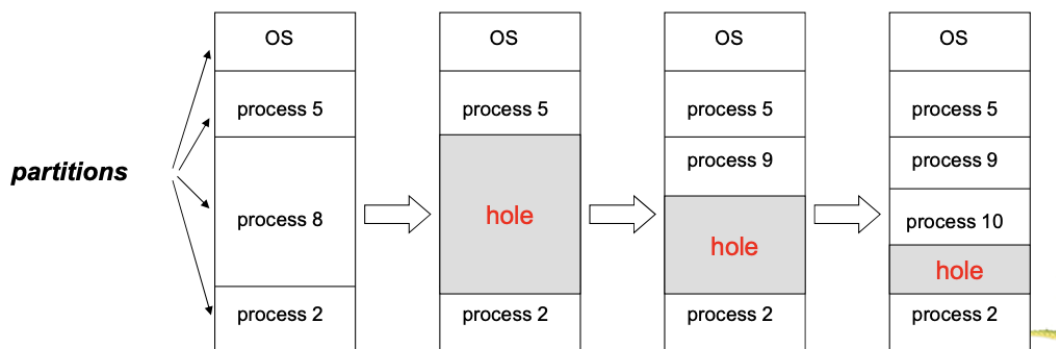 OS
OS
OS
OS
process 5
process 5
process 5
process 5
partitions
process 8
hole
process 9
hole
process 9
process 10
hole
process 2
process 2
process 2
process 2